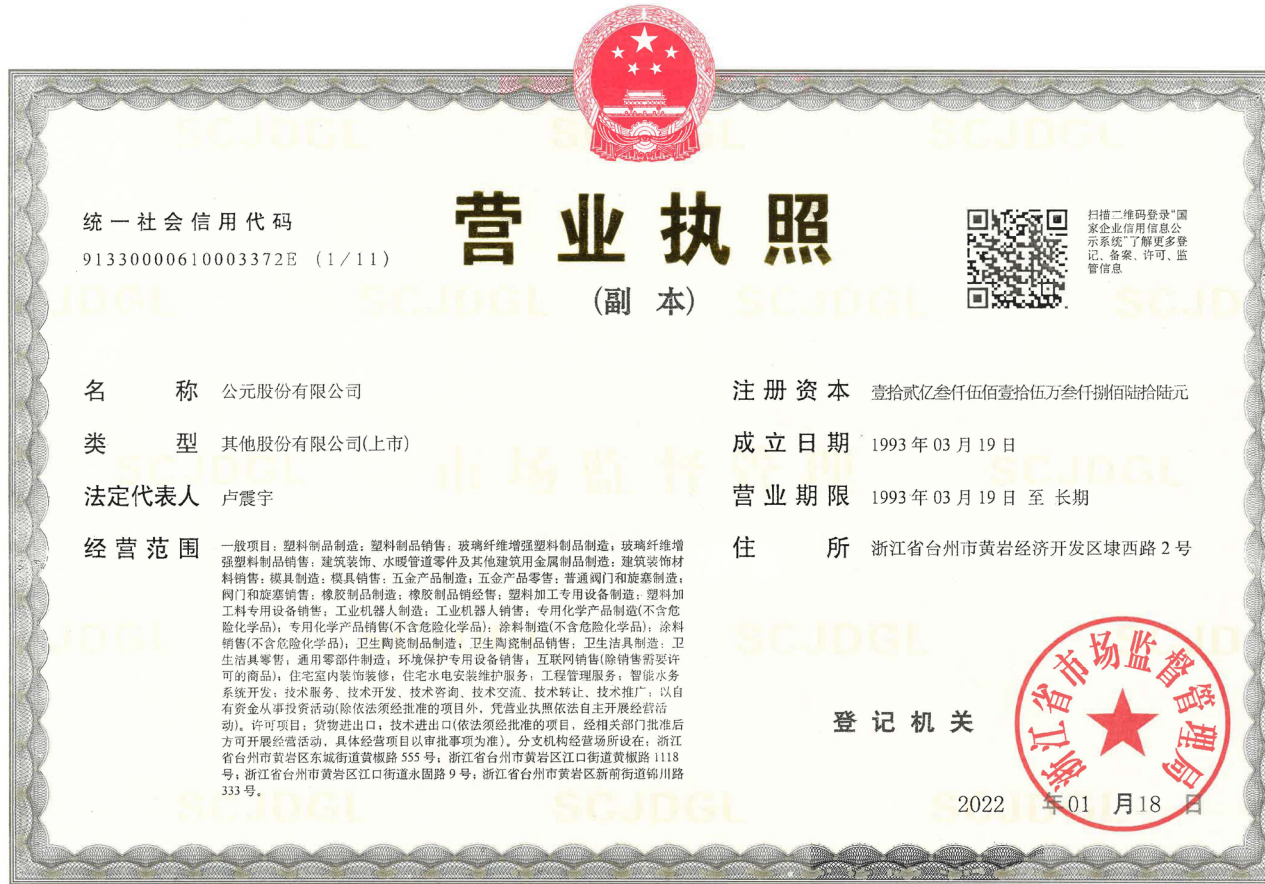 营业执照
(副 本)
统一社会信用代码
91330000610003372E (1/11)
扫描二维码登录“国
家企业信用信息公
示系统”了解更多登
记、备案、许可、监
管信息
名 称 公元股份有限公司
类 型 其他股份有限公司(上市)
法定代表人 卢震宇
经营范围 一般项目：塑料制品制造；塑料制品销售；玻璃纤维增强塑料制品制造；玻璃纤维增
强塑料制品销售；建筑装饰、水暖管道零件及其他建筑用金属制品制造；建筑装饰材
料销售；模具制造；模具销售；五金产品制造；五金产品零售；普通阀门和旋塞制造；
阀门和旋塞销售；橡胶制品制造；橡胶制品销经售；塑料加工专用设备制造；塑料加
工料专用设备销售；工业机器人制造；工业机器人销售；专用化学产品制造(不含危
险化学品)；专用化学产品销售(不含危险化学品)；涂料制造(不含危险化学品)；涂料
销售(不含危险化学品)；卫生陶瓷制品制造；卫生陶瓷制品销售；卫生洁具制造；卫
生洁具零售；通用零部件制造；环境保护专用设备销售；互联网销售(除销售需要许
可的商品)；住宅室内装饰装修；住宅水电安装维护服务；工程管理服务；智能水务
系统开发；技术服务、技术开发、技术咨询、技术交流、技术转让、技术推广；以自
有资金从事投资活动(除依法须经批准的项目外，凭营业执照依法自主开展经营活
动)。许可项目：货物进出口；技术进出口(依法须经批准的项目，经相关部门批准后
方可开展经营活动，具体经营项目以审批事项为准)。分支机构经营场所设在：浙江
省台州市黄岩区东城街道黄椒路 555 号；浙江省台州市黄岩区江口街道黄椒路 1118
号；浙江省台州市黄岩区江口街道永固路 9 号；浙江省台州市黄岩区新前街道锦川路
333 号。
注册资本 壹拾贰亿叁仟伍佰壹拾伍万叁仟捌佰陆拾陆元
成立日期 1993 年 03 月 19 日
营业期限 1993 年 03 月 19 日 至 长期
住 所 浙江省台州市黄岩经济开发区埭西路 2 号
登记机关
浙江省市场监督管理局
2022 年 01 月 18 日
SCJDGL
市场监督管理